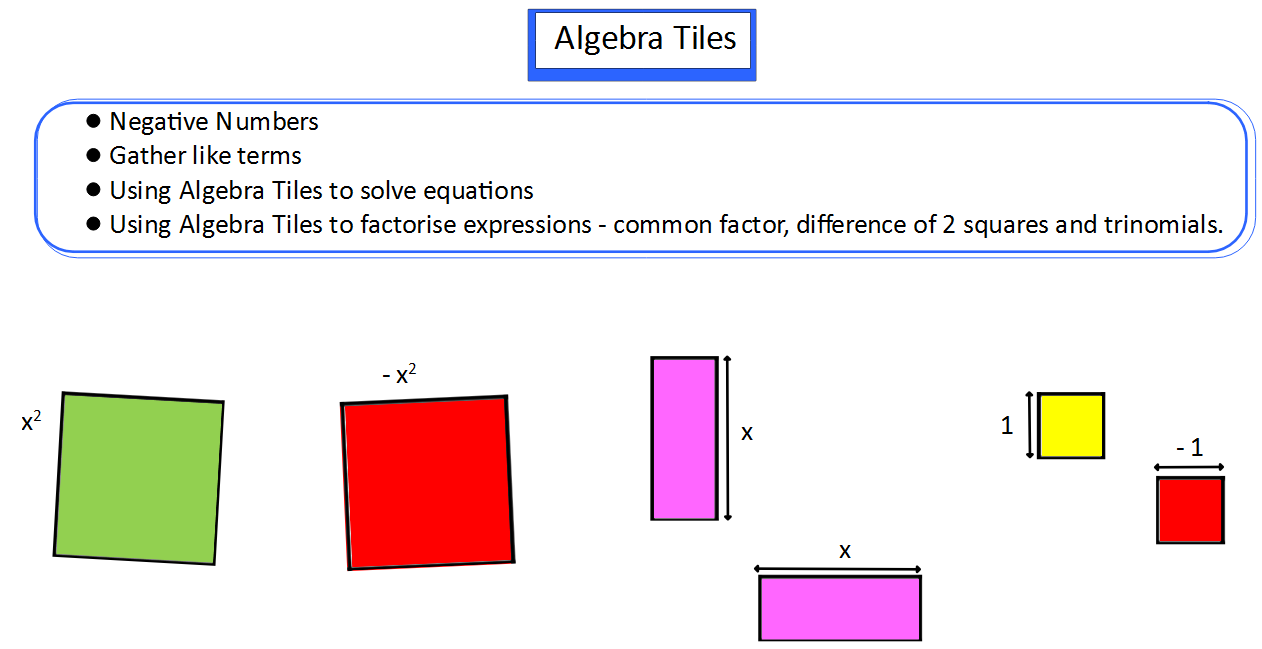 Algebra Tiles
● Negative Numbers
● Gather like terms
● Using Algebra Tiles to solve equations
● Using Algebra Tiles to factorise expressions - common factor, difference of 2 squares and trinomials.
x²
- x²
x
x
1
- 1